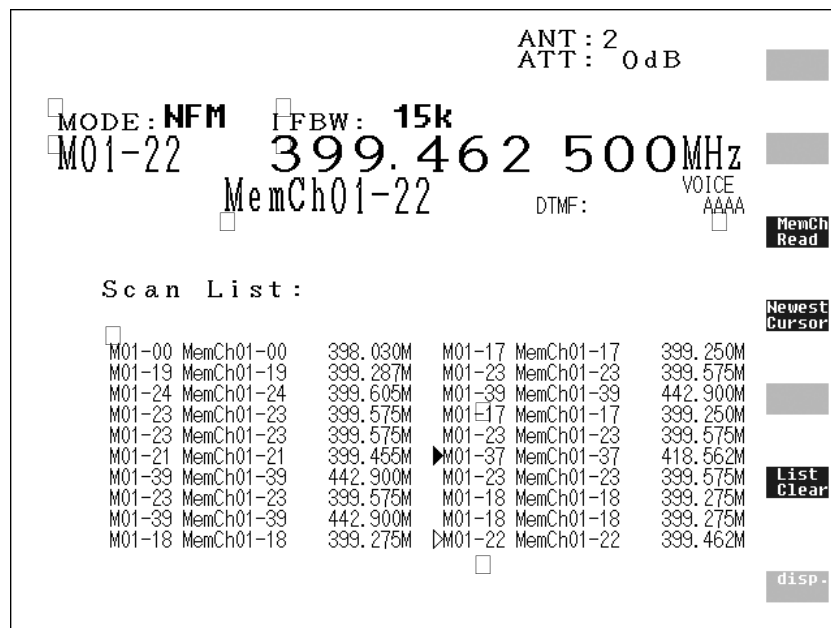 ANT:2
ATT: 0dB
MODE:NFM IFBW: 15k
M01-22 399.462 500MHz
MemCh01-22 DTMF: VOICE
AAAA
MemCh
Read
Scan List:
Newest
Cursor
M01-00 MemCh01-00 398.030M M01-17 MemCh01-17 399.250M
M01-19 MemCh01-19 399.287M M01-23 MemCh01-23 399.575M
M01-24 MemCh01-24 399.605M M01-39 MemCh01-39 442.900M
M01-23 MemCh01-23 399.575M M01-17 MemCh01-17 399.250M
M01-23 MemCh01-23 399.575M M01-23 MemCh01-23 399.575M
M01-21 MemCh01-21 399.455M ▶M01-37 MemCh01-37 418.562M
M01-39 MemCh01-39 442.900M M01-23 MemCh01-23 399.575M
M01-23 MemCh01-23 399.575M M01-18 MemCh01-18 399.275M
M01-39 MemCh01-39 442.900M M01-18 MemCh01-18 399.275M
M01-18 MemCh01-18 399.275M ▷M01-22 MemCh01-22 399.462M
List
Clear
disp.